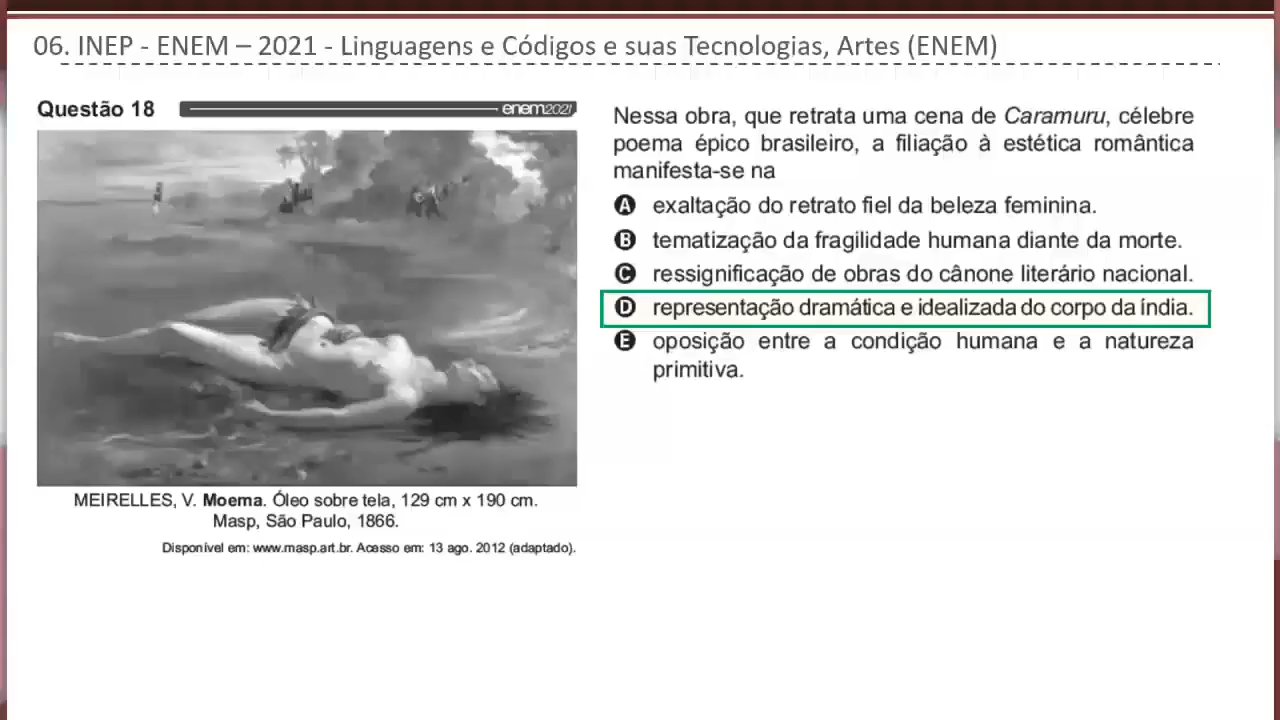 06. INEP - ENEM – 2021 - Linguagens e Códigos e suas Tecnologias, Artes (ENEM)
Questão 18
enem2021
MEIRELLES, V. Moema. Óleo sobre tela, 129 cm x 190 cm.
Masp, São Paulo, 1866.
Disponível em: www.masp.art.br. Acesso em: 13 ago. 2012 (adaptado).
Nessa obra, que retrata uma cena de Caramuru, célebre
poema épico brasileiro, a filiação à estética romântica
manifesta-se na
A exaltação do retrato fiel da beleza feminina.
B tematização da fragilidade humana diante da morte.
C ressignificação de obras do cânone literário nacional.
D representação dramática e idealizada do corpo da índia.
E oposição entre a condição humana e a natureza
primitiva.